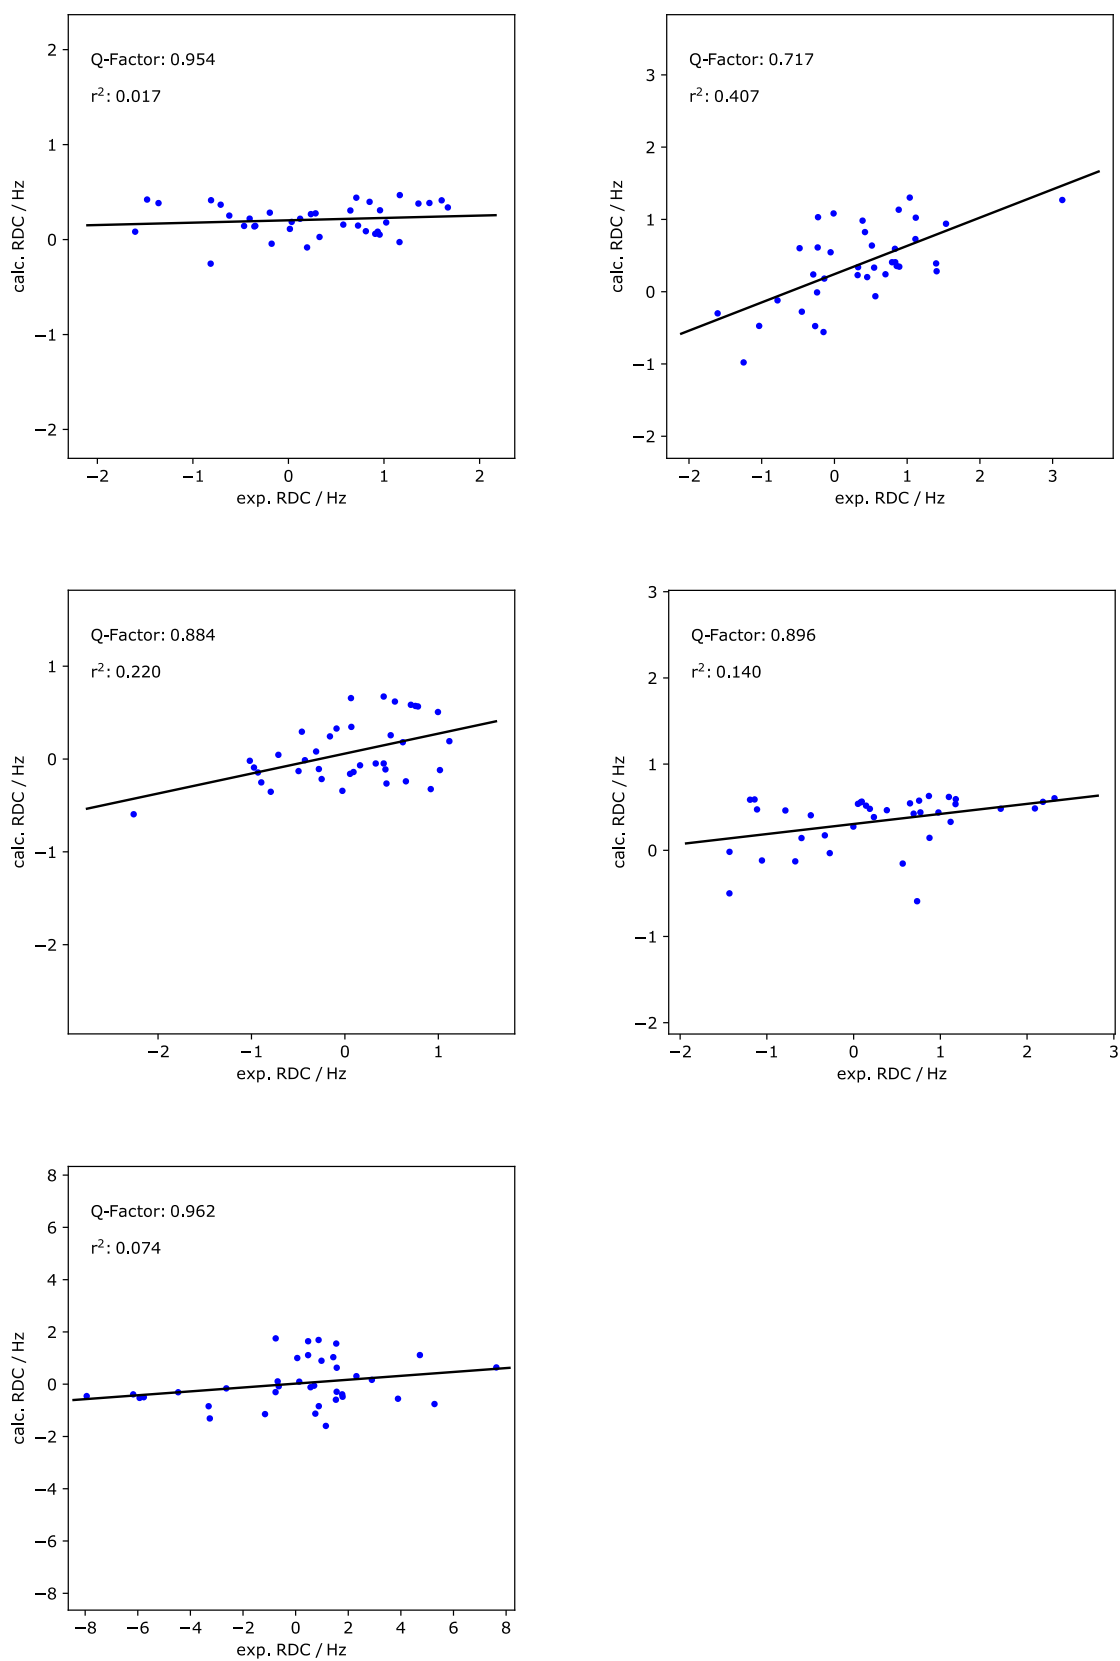 2
Q-Factor: 0.954
r²: 0.017
1
0
−1
−2
calc. RDC / Hz
−2 −1 0 1 2
exp. RDC / Hz
3
Q-Factor: 0.717
r²: 0.407
2
1
0
−1
−2
calc. RDC / Hz
−2 −1 0 1 2 3
exp. RDC / Hz
Q-Factor: 0.884
1
r²: 0.220
0
−1
−2
calc. RDC / Hz
−2 −1 0 1
exp. RDC / Hz
3
Q-Factor: 0.896
r²: 0.140
2
1
0
−1
−2
calc. RDC / Hz
−2 −1 0 1 2 3
exp. RDC / Hz
8
Q-Factor: 0.962
6
r²: 0.074
4
2
0
−2
−4
−6
−8
calc. RDC / Hz
−8 −6 −4 −2 0 2 4 6 8
exp. RDC / Hz